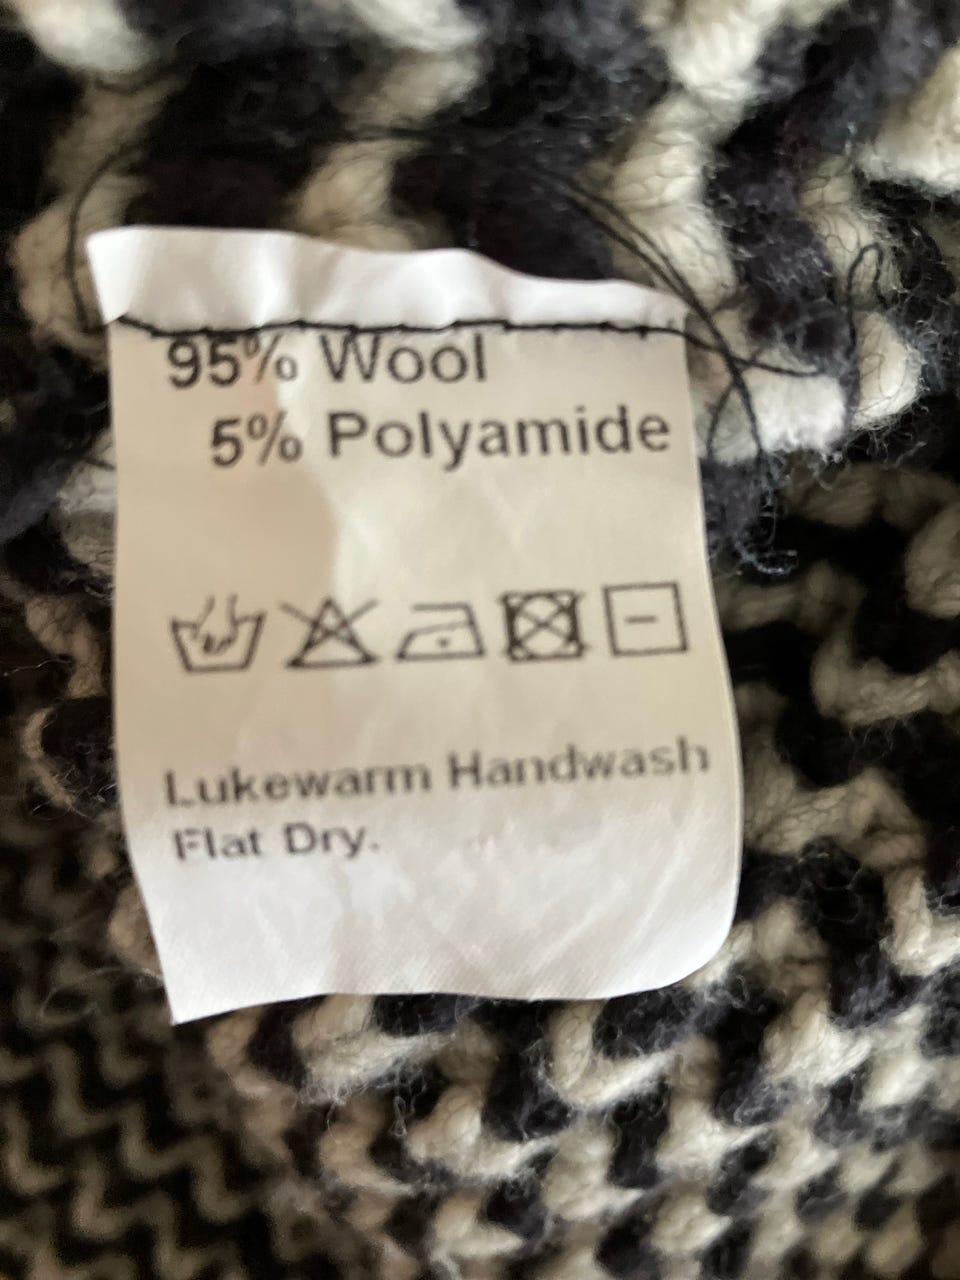 95% Wool
5% Polyamide
Lukewarm Handwash
Flat Dry.